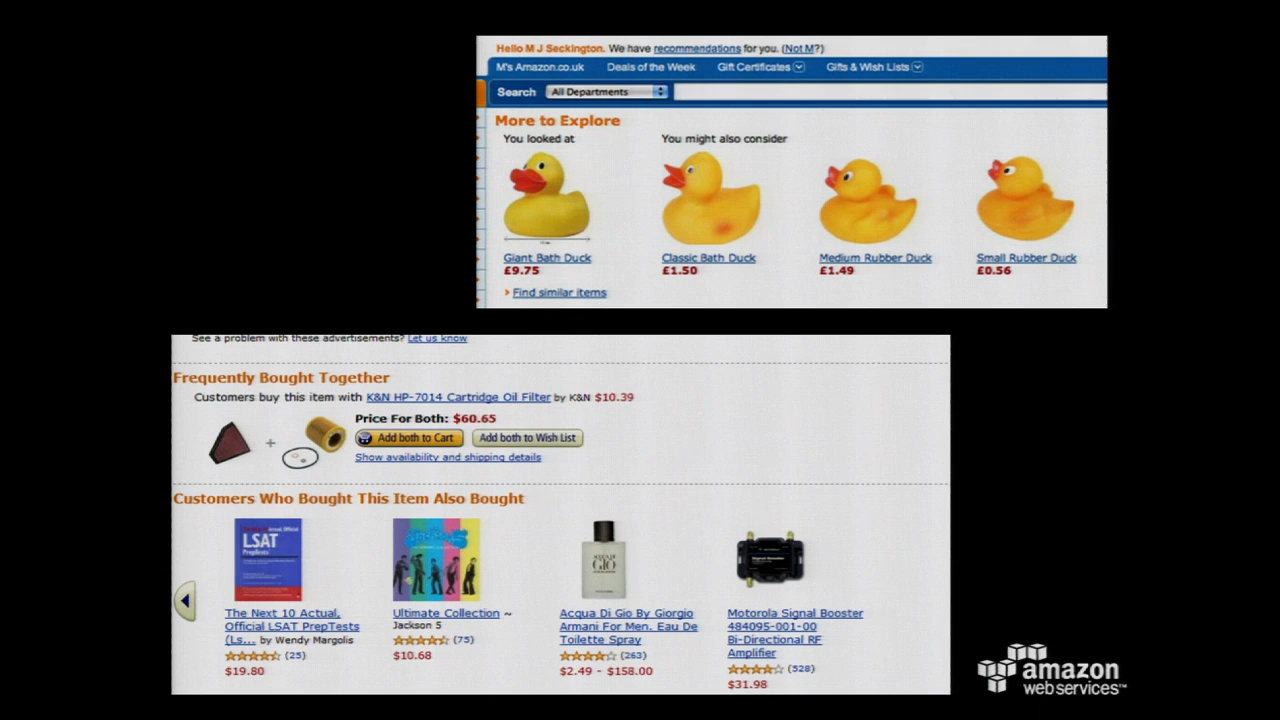 Hello M J Seckington. We have recommendations for you. (Not M?)
M's Amazon.co.uk Deals of the Week Gift Certificates Gifts & Wish Lists
Search All Departments
More to Explore
You looked at You might also consider
Giant Bath Duck Classic Bath Duck Medium Rubber Duck Small Rubber Duck
£9.75 £1.50 £1.49 £0.56
Find similar items
See a problem with these advertisements? Let us know
Frequently Bought Together
Customers buy this item with K&N HP-7014 Cartridge Oil Filter by K&N $10.39
Price For Both: $60.65
+ Add both to Cart Add both to Wish List
Show availability and shipping details
Customers Who Bought This Item Also Bought
LSAT
PrepTests
ACQUA DI
GIO
The Next 10 Actual,
Official LSAT PrepTests
(Ls... by Wendy Margolis
(25)
$19.80
Ultimate Collection ~
Jackson 5
(75)
$10.68
Acqua Di Gio By Giorgio
Armani For Men. Eau De
Toilette Spray
(263)
$2.49 - $158.00
Motorola Signal Booster
484095-001-00
Bi-Directional RF
Amplifier
(528)
$31.98
amazon
webservices™